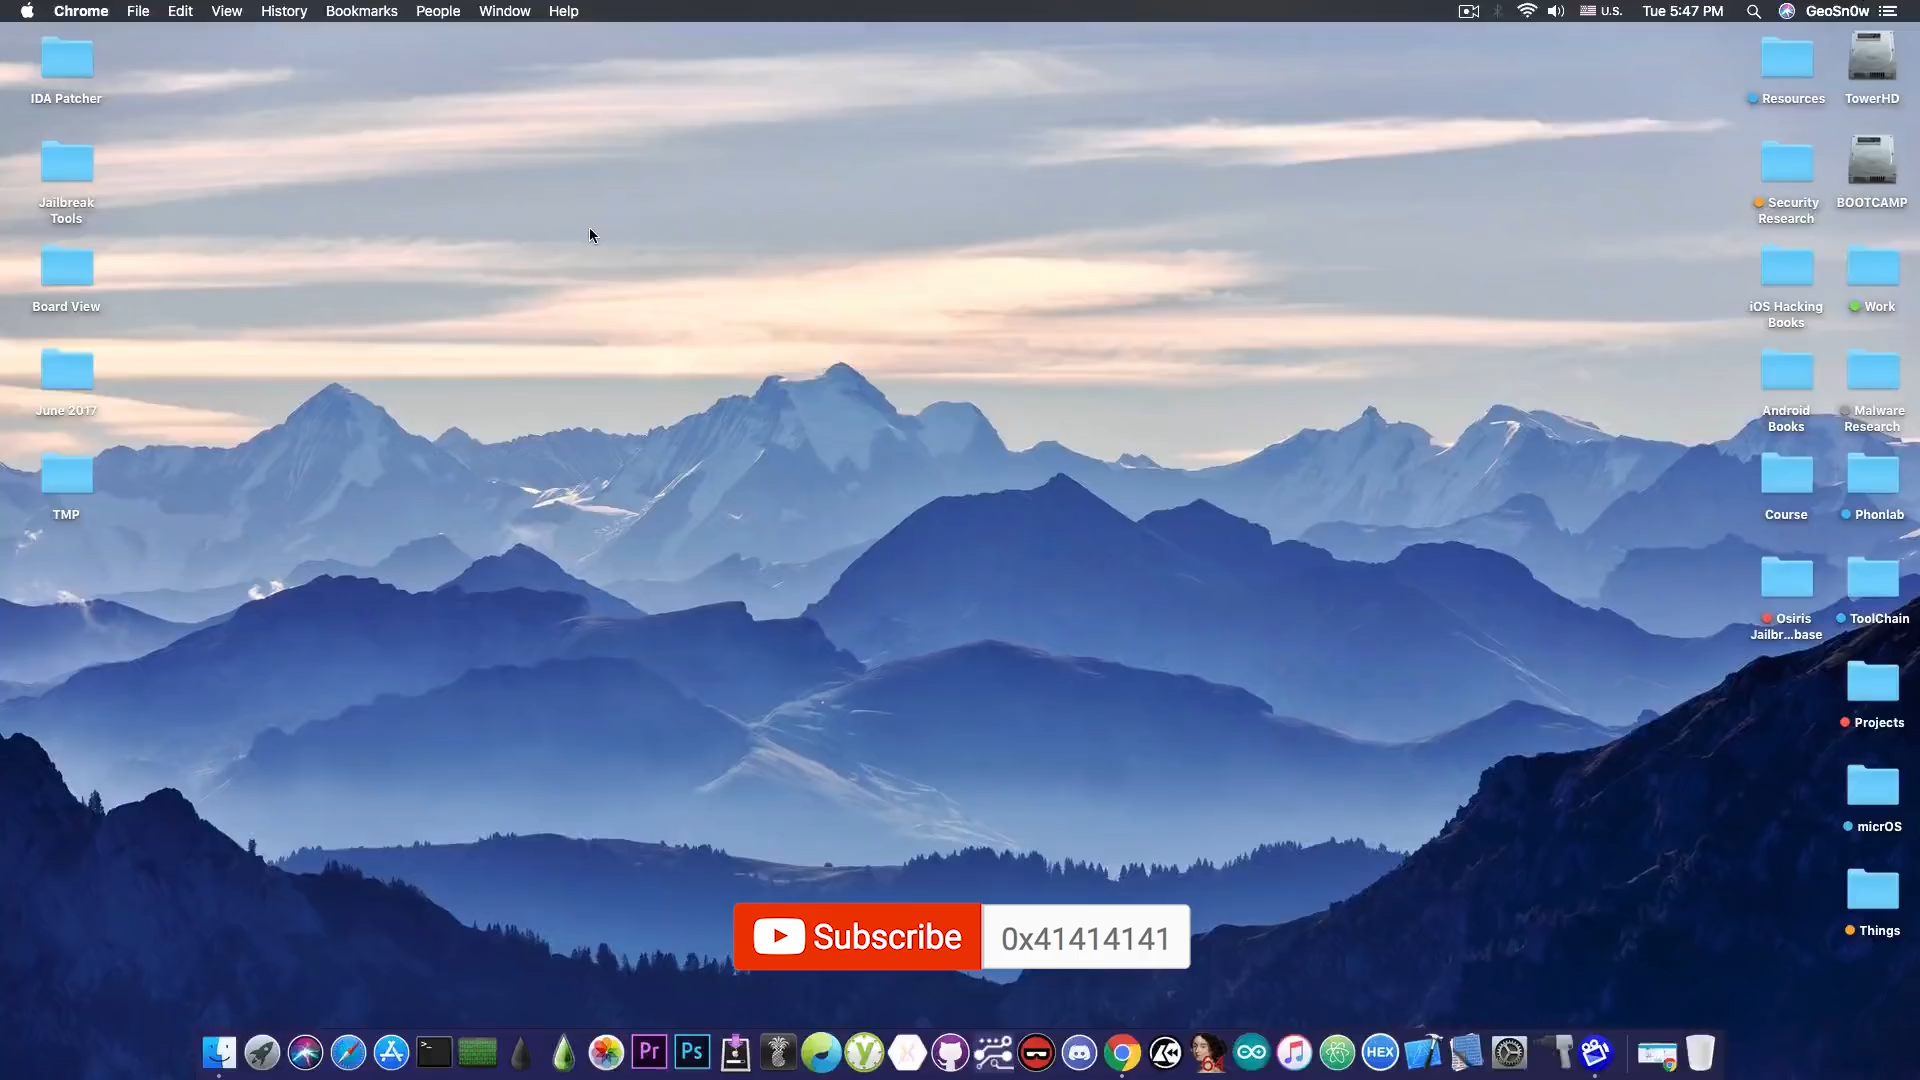 Chrome File Edit View History Bookmarks People Window Help
U.S. Tue 5:47 PM GeoSn0w
IDA Patcher
Jailbreak
Tools
Board View
June 2017
TMP
Resources
TowerHD
Security
Research
BOOTCAMP
iOS Hacking
Books
Work
Android
Books
Malware
Research
Course
Phonlab
Osiris
Jailbr...base
ToolChain
Projects
micrOS
Things
Subscribe 0x41414141
Pr Ps 64 HEX